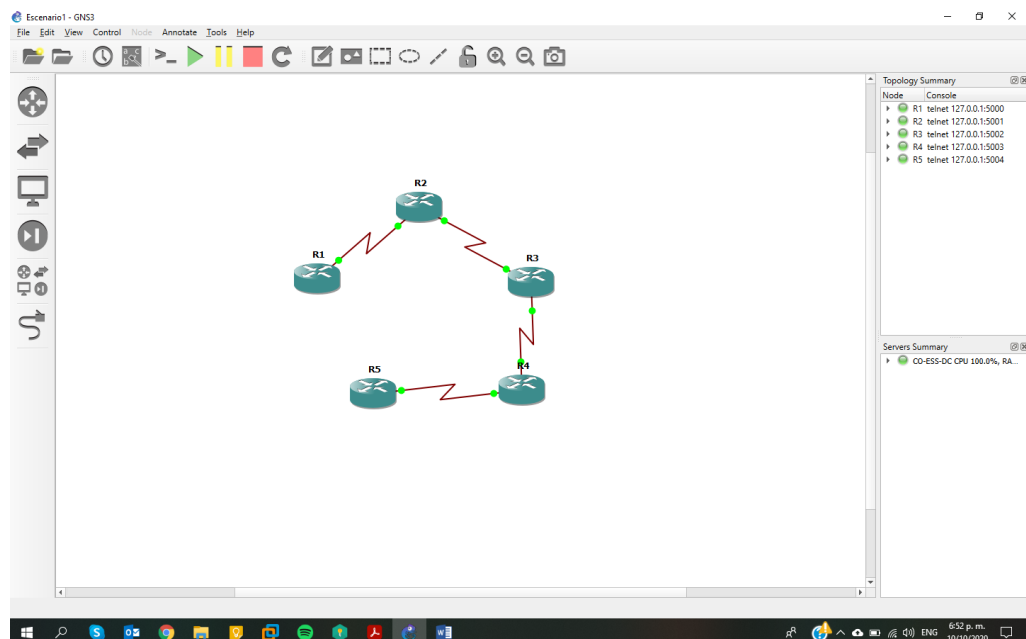 Escenario1 - GNS3
File Edit View Control Node Annotate Tools Help
Topology Summary
Node Console
R1 telnet 127.0.0.1:5000
R2 telnet 127.0.0.1:5001
R3 telnet 127.0.0.1:5002
R4 telnet 127.0.0.1:5003
R5 telnet 127.0.0.1:5004
R2
R1
R3
R5
R4
Servers Summary
CO-ESS-DC CPU 100.0%, RA...
ENG
6:52 p. m.
10/10/2020